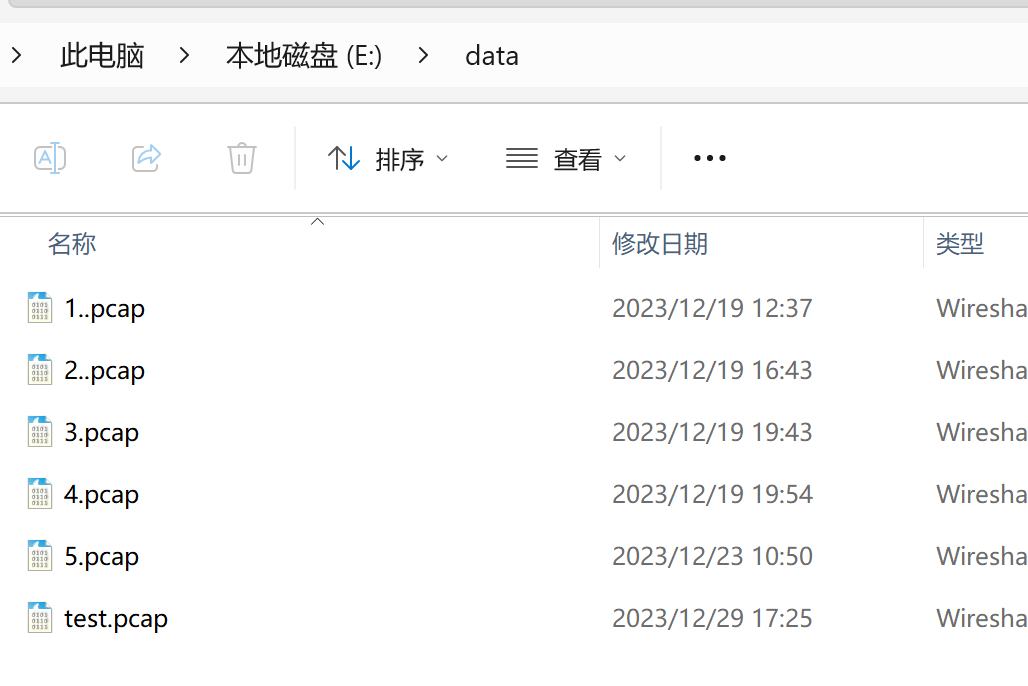 此电脑 本地磁盘 (E:) data
排序 查看
名称 修改日期 类型
1..pcap 2023/12/19 12:37 Wiresha
2..pcap 2023/12/19 16:43 Wiresha
3.pcap 2023/12/19 19:43 Wiresha
4.pcap 2023/12/19 19:54 Wiresha
5.pcap 2023/12/23 10:50 Wiresha
test.pcap 2023/12/29 17:25 Wiresha